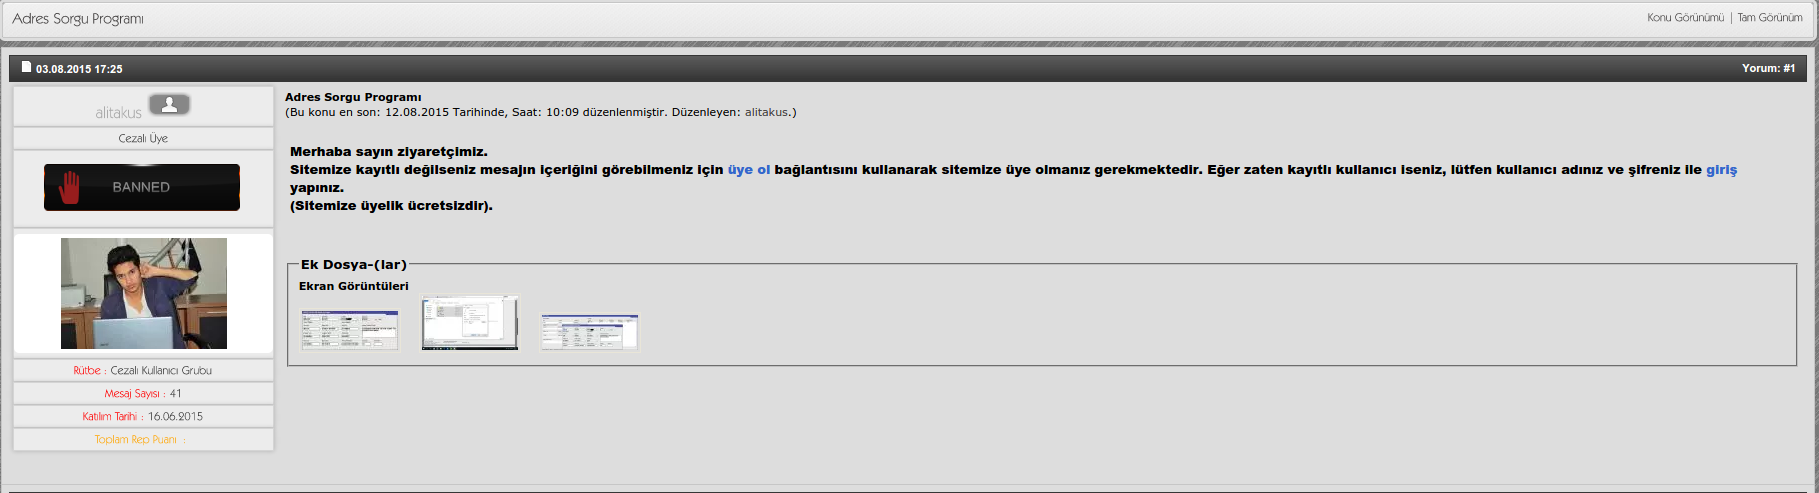 Adres Sorgu Programı
Konu Görünümü | Tam Görünüm
03.08.2015 17:25
Yorum: #1
alitakus
Cezalı Üye
BANNED
Rütbe : Cezalı Kullanıcı Grubu
Mesaj Sayısı : 41
Katılım Tarihi : 16.06.2015
Toplam Rep Puanı :
Adres Sorgu Programı
(Bu konu en son: 12.08.2015 Tarihinde, Saat: 10:09 düzenlenmiştir. Düzenleyen: alitakus.)
Merhaba sayın ziyaretçimiz.
Sitemize kayıtlı değilseniz mesajın içeriğini görebilmeniz için üye ol bağlantısını kullanarak sitemize üye olmanız gerekmektedir. Eğer zaten kayıtlı kullanıcı iseniz, lütfen kullanıcı adınız ve şifreniz ile giriş
yapınız.
(Sitemize üyelik ücretsizdir).
Ek Dosya-(lar)
Ekran Görüntüleri